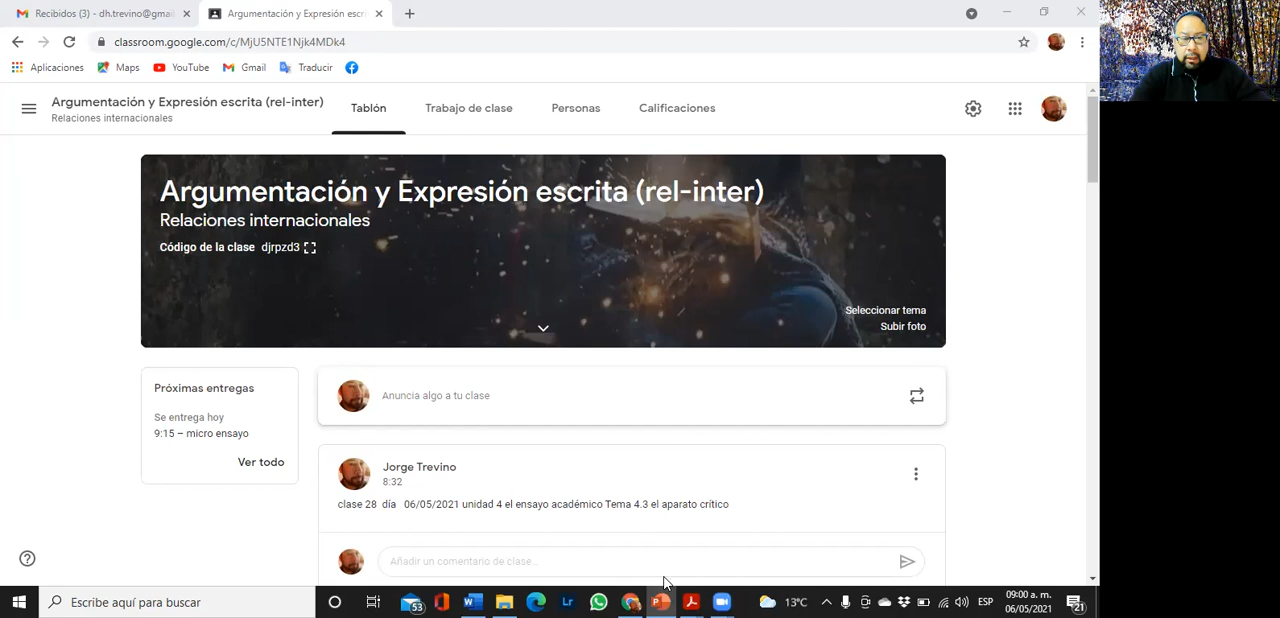 Recibidos (3) - dh.trevino@gmai
Argumentación y Expresión escri
classroom.google.com/c/MjU5NTE1Njk4MDk4
Aplicaciones
Maps
YouTube
Gmail
Traducir
Argumentación y Expresión escrita (rel-inter)
Relaciones internacionales
Tablón
Trabajo de clase
Personas
Calificaciones
Argumentación y Expresión escrita (rel-inter)
Relaciones internacionales
Código de la clase djrpzd3
Seleccionar tema
Subir foto
Próximas entregas
Se entrega hoy
9:15 – micro ensayo
Ver todo
Anuncia algo a tu clase
Jorge Trevino
8:32
clase 28 día 06/05/2021 unidad 4 el ensayo académico Tema 4.3 el aparato crítico
Añadir un comentario de clase...
Escribe aquí para buscar
53
Lr
13°C
ESP
09:00 a. m.
06/05/2021
21